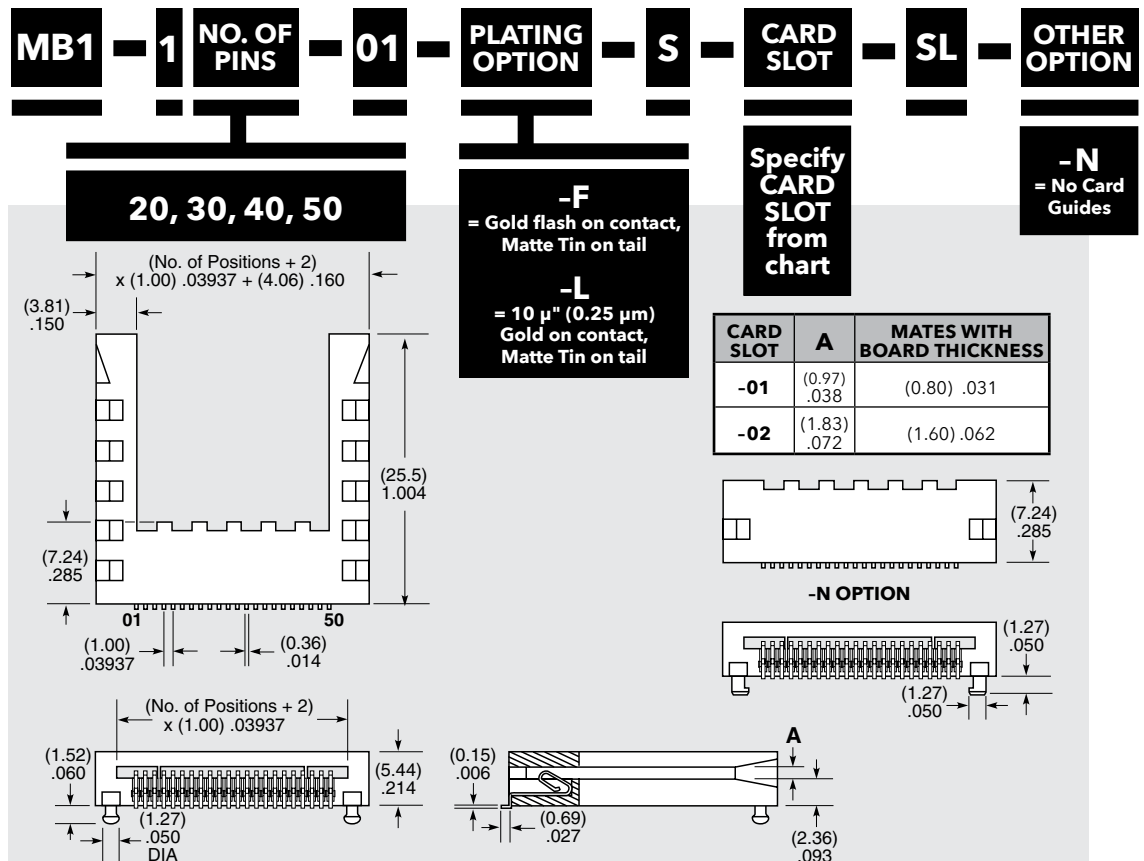 MB1 - 1 NO. OF PINS - 01 - PLATING OPTION - S - CARD SLOT - SL - OTHER OPTION
20, 30, 40, 50
–F
= Gold flash on contact,
Matte Tin on tail
–L
= 10 µ" (0.25 µm)
Gold on contact,
Matte Tin on tail
Specify
CARD
SLOT
from
chart
–N
= No Card
Guides
(No. of Positions + 2)
x (1.00) .03937 + (4.06) .160
(3.81)
.150
(25.5)
1.004
(7.24)
.285
01
50
(1.00)
.03937
(0.36)
.014
CARD SLOT A MATES WITH BOARD THICKNESS
–01 (0.97) .038 (0.80) .031
–02 (1.83) .072 (1.60) .062
(7.24)
.285
–N OPTION
(1.27)
.050
(1.27)
.050
(No. of Positions + 2)
x (1.00) .03937
(1.52)
.060
(5.44)
.214
(1.27)
.050
DIA
(0.15)
.006
(0.69)
.027
A
(2.36)
.093